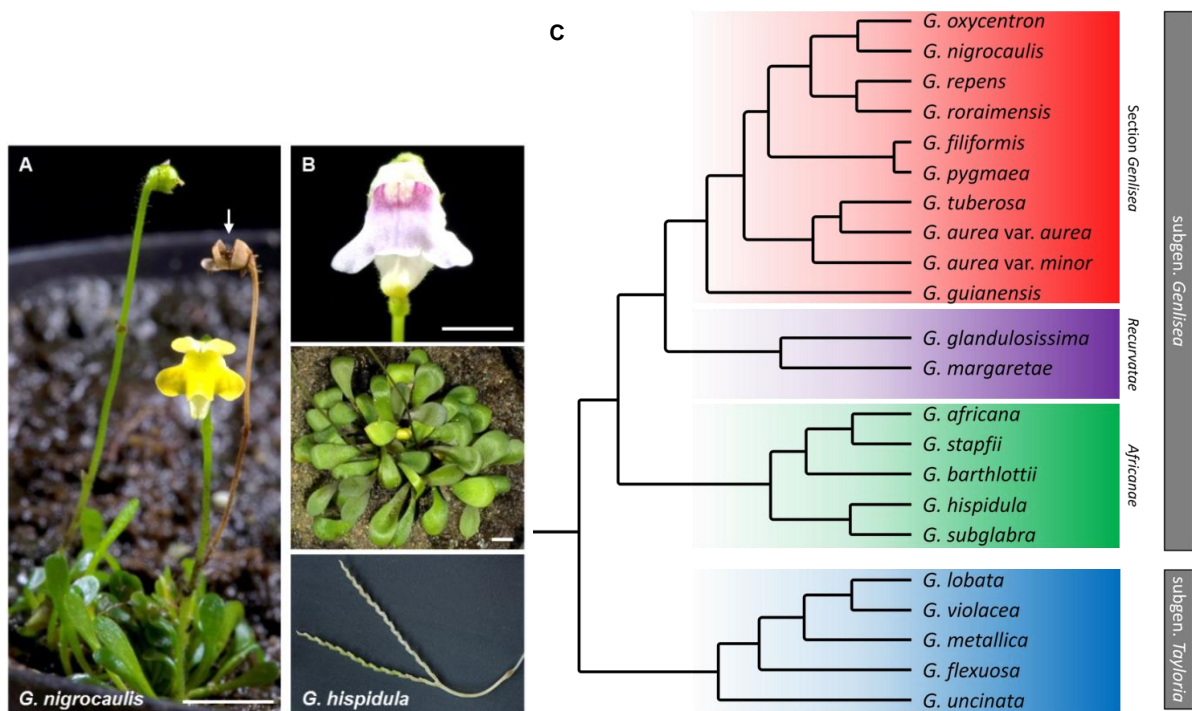 A
G. nigrocaulis
B
G. hispidula
C
G. oxycentron
G. nigrocaulis
G. repens
G. roraimensis
G. filiformis
G. pygmaea
G. tuberosa
G. aurea var. aurea
G. aurea var. minor
G. guianensis
G. glandulosissima
G. margaretae
G. africana
G. stapfii
G. barthlottii
G. hispidula
G. subglabra
G. lobata
G. violacea
G. metallica
G. flexuosa
G. uncinata
Section Genlisea
Recurvatae
Africanae
subgen. Genlisea
subgen. Tayloria